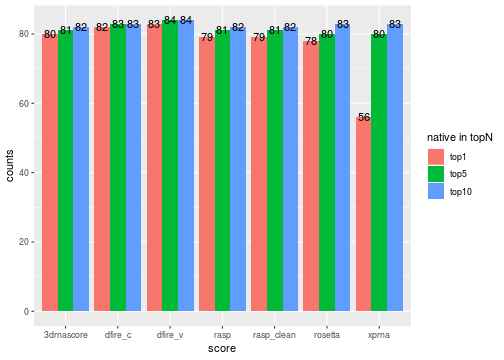 80 81 82 82 83 83 83 84 84 79 81 82 79 81 82 78 80 83 56 80 83
80
60
40
20
0
counts
3drnascore dfire_c dfire_v rasp rasp_clean rosetta xprna
score
native in topN
top1
top5
top10